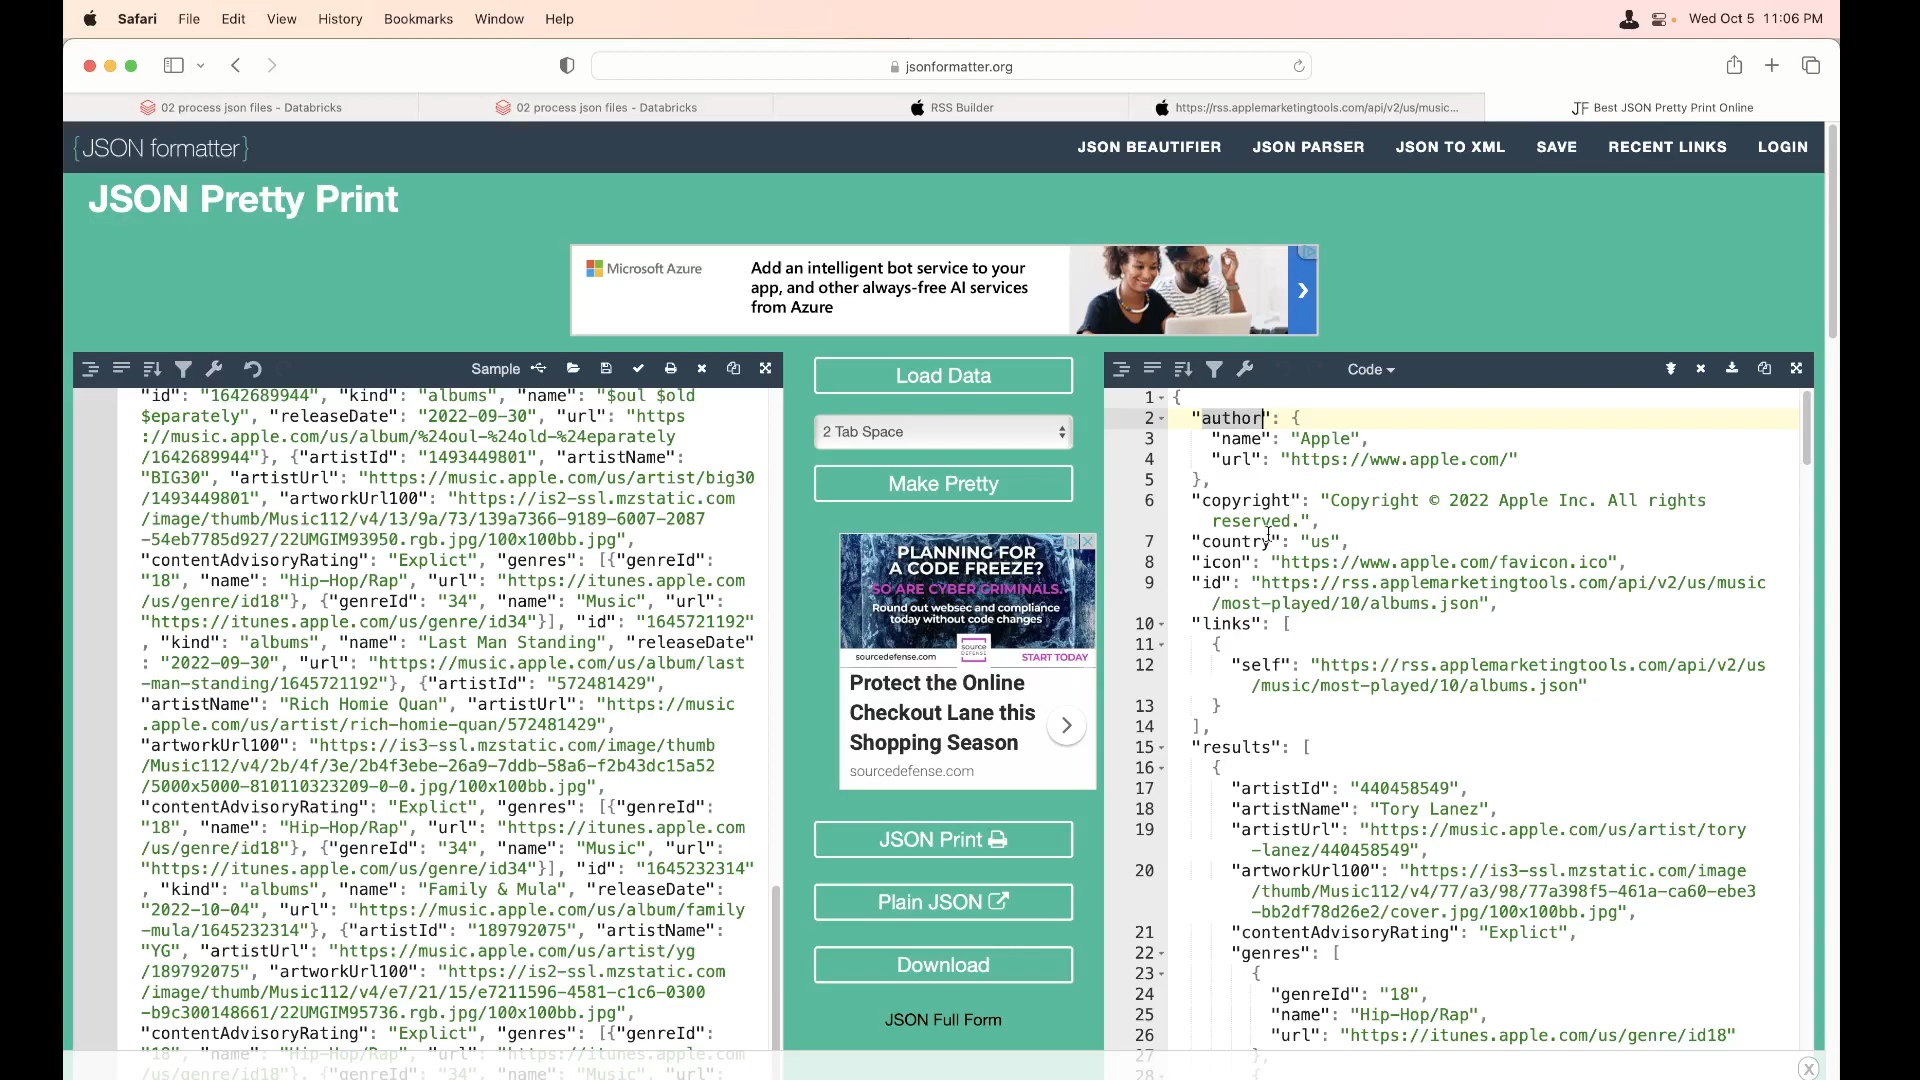 Safari File Edit View History Bookmarks Window Help
Wed Oct 5 11:06 PM
jsonformatter.org
02 process json files - Databricks
02 process json files - Databricks
RSS Builder
https://rss.applemarketingtools.com/api/v2/us/music...
JF Best JSON Pretty Print Online
{JSON formatter}
JSON BEAUTIFIER JSON PARSER JSON TO XML SAVE RECENT LINKS LOGIN
JSON Pretty Print
Microsoft Azure
Add an intelligent bot service to your
app, and other always-free AI services
from Azure
Sample
"id": "1642689944", "kind": "albums", "name": "$oul $old
$eparately", "releaseDate": "2022-09-30", "url": "https
://music.apple.com/us/album/%24oul-%24old-%24eparately
/1642689944"}, {"artistId": "1493449801", "artistName":
"BIG30", "artistUrl": "https://music.apple.com/us/artist/big30
/1493449801", "artworkUrl100": "https://is2-ssl.mzstatic.com
/image/thumb/Music112/v4/13/9a/73/139a7366-9189-6007-2087
-54eb7785d927/22UMGIM93950.rgb.jpg/100x100bb.jpg",
"contentAdvisoryRating": "Explict", "genres": [{"genreId":
"18", "name": "Hip-Hop/Rap", "url": "https://itunes.apple.com
/us/genre/id18"}, {"genreId": "34", "name": "Music", "url":
"https://itunes.apple.com/us/genre/id34"}], "id": "1645721192"
, "kind": "albums", "name": "Last Man Standing", "releaseDate"
: "2022-09-30", "url": "https://music.apple.com/us/album/last
-man-standing/1645721192"}, {"artistId": "572481429",
"artistName": "Rich Homie Quan", "artistUrl": "https://music
.apple.com/us/artist/rich-homie-quan/572481429",
"artworkUrl100": "https://is3-ssl.mzstatic.com/image/thumb
/Music112/v4/2b/4f/3e/2b4f3ebe-26a9-7ddb-58a6-f2b43dc15a52
/5000x5000-810110323209-0-0.jpg/100x100bb.jpg",
"contentAdvisoryRating": "Explict", "genres": [{"genreId":
"18", "name": "Hip-Hop/Rap", "url": "https://itunes.apple.com
/us/genre/id18"}, {"genreId": "34", "name": "Music", "url":
"https://itunes.apple.com/us/genre/id34"}], "id": "1645232314"
, "kind": "albums", "name": "Family & Mula", "releaseDate":
"2022-10-04", "url": "https://music.apple.com/us/album/family
-mula/1645232314"}, {"artistId": "189792075", "artistName":
"YG", "artistUrl": "https://music.apple.com/us/artist/yg
/189792075", "artworkUrl100": "https://is2-ssl.mzstatic.com
/image/thumb/Music112/v4/e7/21/15/e7211596-4581-c1c6-0300
-b9c300148661/22UMGIM95736.rgb.jpg/100x100bb.jpg",
"contentAdvisoryRating": "Explict", "genres": [{"genreId":
"18", "name": "Hip-Hop/Rap", "url": "https://itunes.apple.com
/us/genre/id18"}, {"genreId": "34", "name": "Music", "url":
Load Data
2 Tab Space
Make Pretty
PLANNING FOR
A CODE FREEZE?
SO ARE CYBER CRIMINALS.
Round out websec and compliance
today without code changes
sourcedefense.com
source
DEFENSE
START TODAY
Protect the Online
Checkout Lane this
Shopping Season
sourcedefense.com
JSON Print
Plain JSON
Download
JSON Full Form
Code
1 {
2 "author": {
3 "name": "Apple",
4 "url": "https://www.apple.com/"
5 },
6 "copyright": "Copyright © 2022 Apple Inc. All rights
reserved.",
7 "country": "us",
8 "icon": "https://www.apple.com/favicon.ico",
9 "id": "https://rss.applemarketingtools.com/api/v2/us/music
/most-played/10/albums.json",
10 "links": [
11 {
12 "self": "https://rss.applemarketingtools.com/api/v2/us
/music/most-played/10/albums.json"
13 }
14 ],
15 "results": [
16 {
17 "artistId": "440458549",
18 "artistName": "Tory Lanez",
19 "artistUrl": "https://music.apple.com/us/artist/tory
-lanez/440458549",
20 "artworkUrl100": "https://is3-ssl.mzstatic.com/image
/thumb/Music112/v4/77/a3/98/77a398f5-461a-ca60-ebe3
-bb2df78d26e2/cover.jpg/100x100bb.jpg",
21 "contentAdvisoryRating": "Explict",
22 "genres": [
23 {
24 "genreId": "18",
25 "name": "Hip-Hop/Rap",
26 "url": "https://itunes.apple.com/us/genre/id18"
27 },
28 {
X